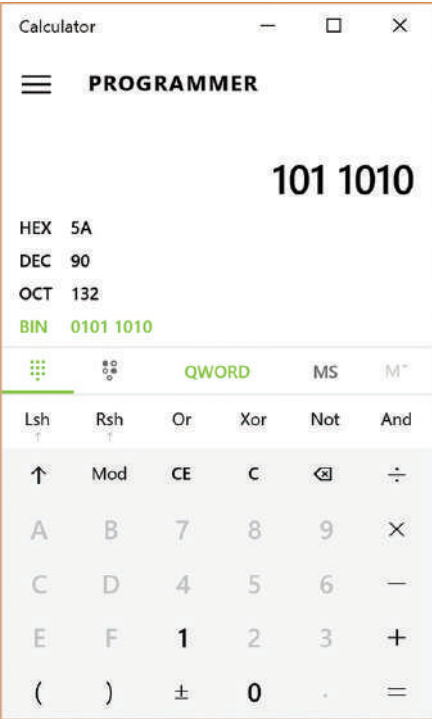 Calculator
PROGRAMMER
101 1010
HEX 5A
DEC 90
OCT 132
BIN 0101 1010
QWORD MS M˅
Lsh Rsh Or Xor Not And
↑ ↑
↑ Mod CE C ⌫ ÷
A B 7 8 9 ×
C D 4 5 6 −
E F 1 2 3 +
( ) ± 0 . =